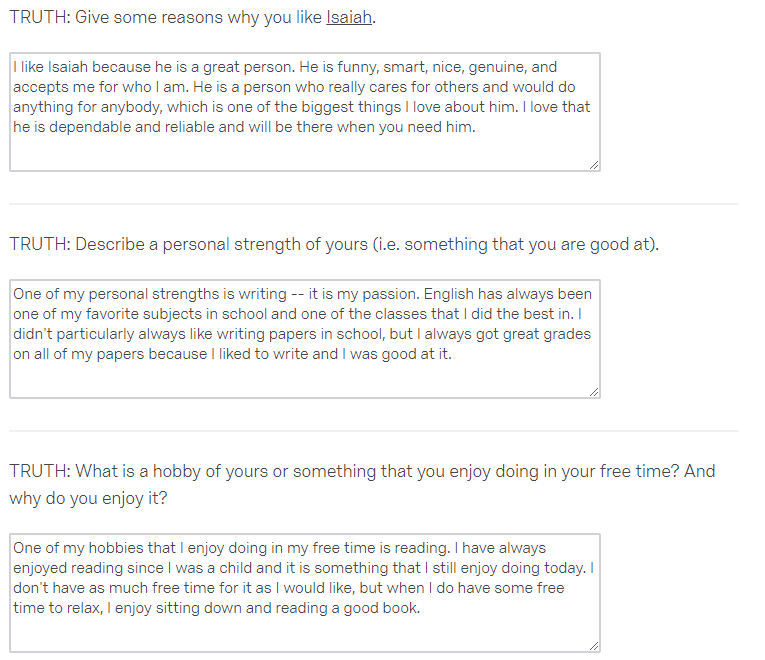 TRUTH: Give some reasons why you like Isaiah.
I like Isaiah because he is a great person. He is funny, smart, nice, genuine, and
accepts me for who I am. He is a person who really cares for others and would do
anything for anybody, which is one of the biggest things I love about him. I love that
he is dependable and reliable and will be there when you need him.
TRUTH: Describe a personal strength of yours (i.e. something that you are good at).
One of my personal strengths is writing -- it is my passion. English has always been
one of my favorite subjects in school and one of the classes that I did the best in. I
didn't particularly always like writing papers in school, but I always got great grades
on all of my papers because I liked to write and I was good at it.
TRUTH: What is a hobby of yours or something that you enjoy doing in your free time? And
why do you enjoy it?
One of my hobbies that I enjoy doing in my free time is reading. I have always
enjoyed reading since I was a child and it is something that I still enjoy doing today. I
don't have as much free time for it as I would like, but when I do have some free
time to relax, I enjoy sitting down and reading a good book.